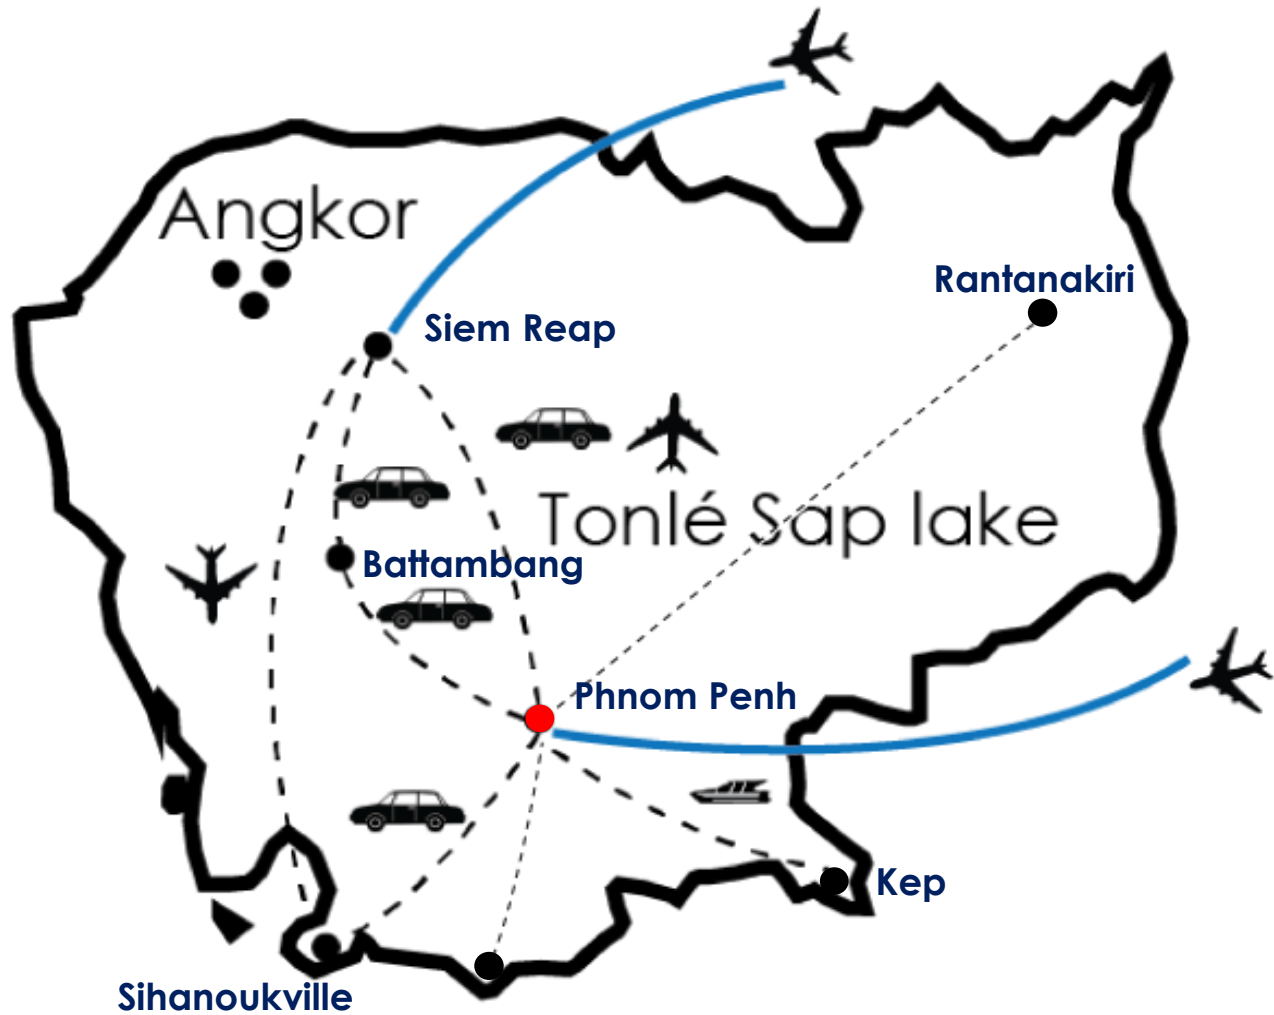 Angkor
Rantanakiri
Siem Reap
Tonlé Sap lake
Battambang
Phnom Penh
Kep
Sihanoukville